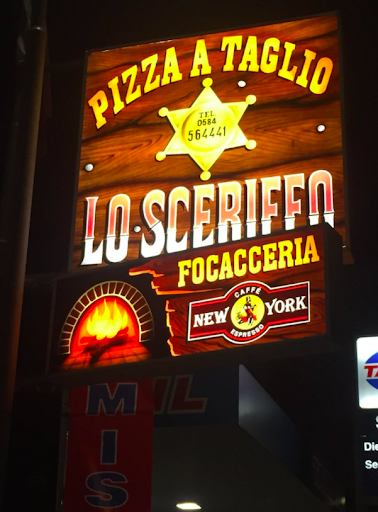 PIZZA A TAGLIO
TEL.
0584
564441
LO SCERIFFO
FOCACCERIA
CAFFÈ
NEW YORK
ESPRESSO
MIS